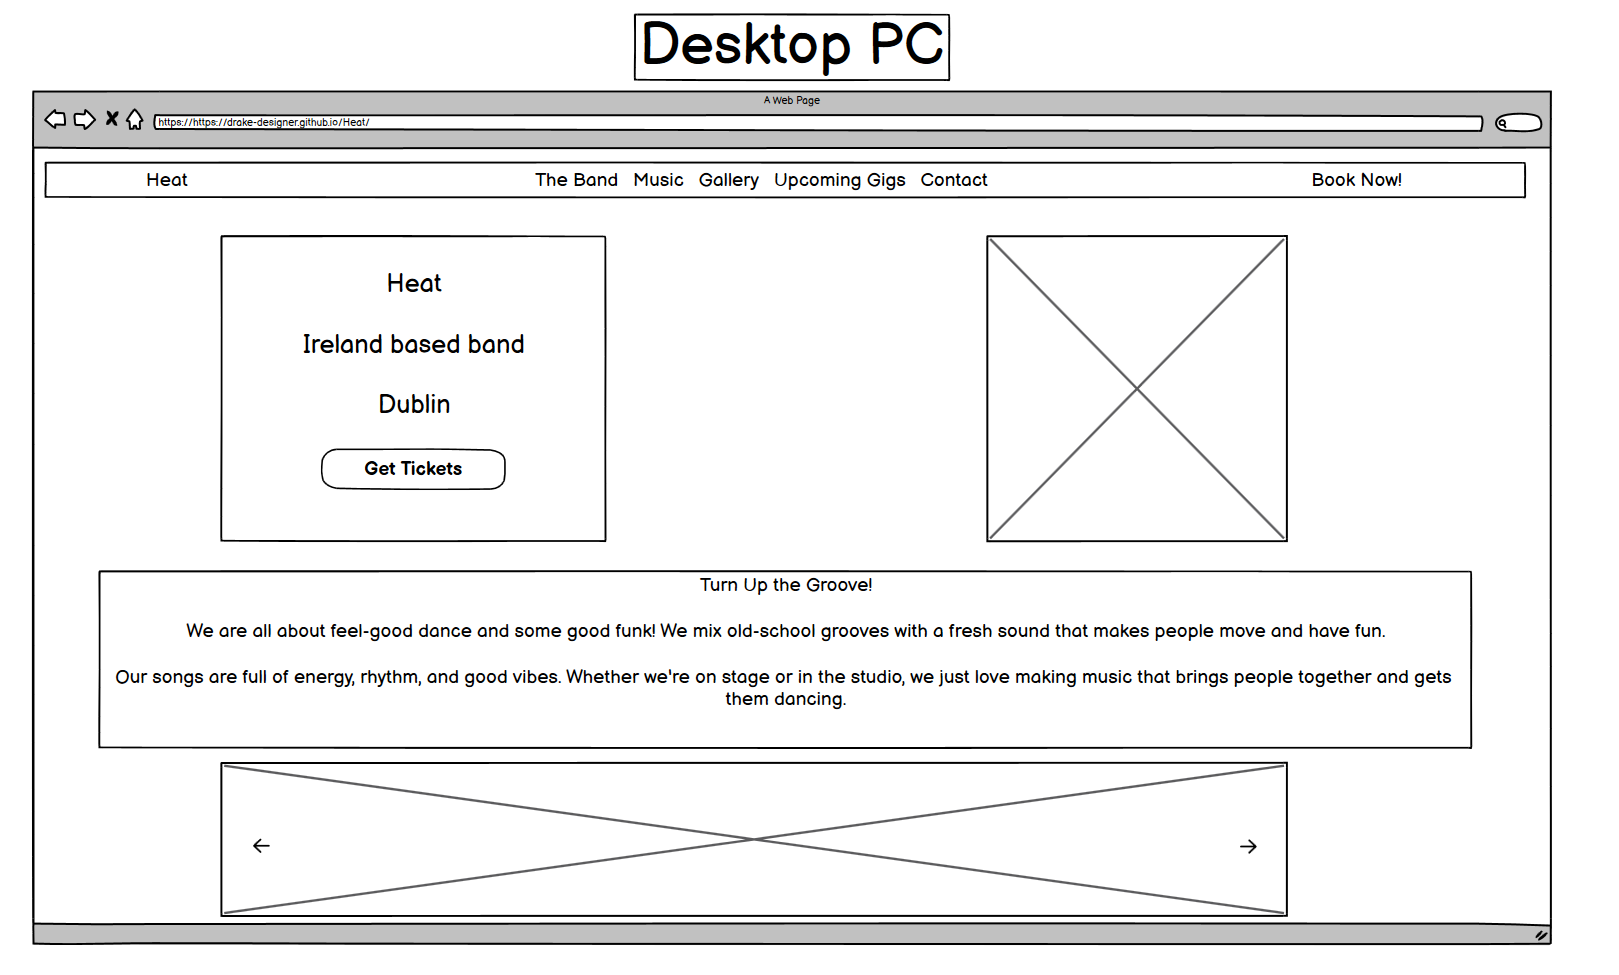 Desktop PC
A Web Page
https://https://drake-designer.github.io/Heat/
Heat The Band Music Gallery Upcoming Gigs Contact Book Now!
Heat
Ireland based band
Dublin
Get Tickets
Turn Up the Groove!
We are all about feel-good dance and some good funk! We mix old-school grooves with a fresh sound that makes people move and have fun.
Our songs are full of energy, rhythm, and good vibes. Whether we're on stage or in the studio, we just love making music that brings people together and gets
them dancing.